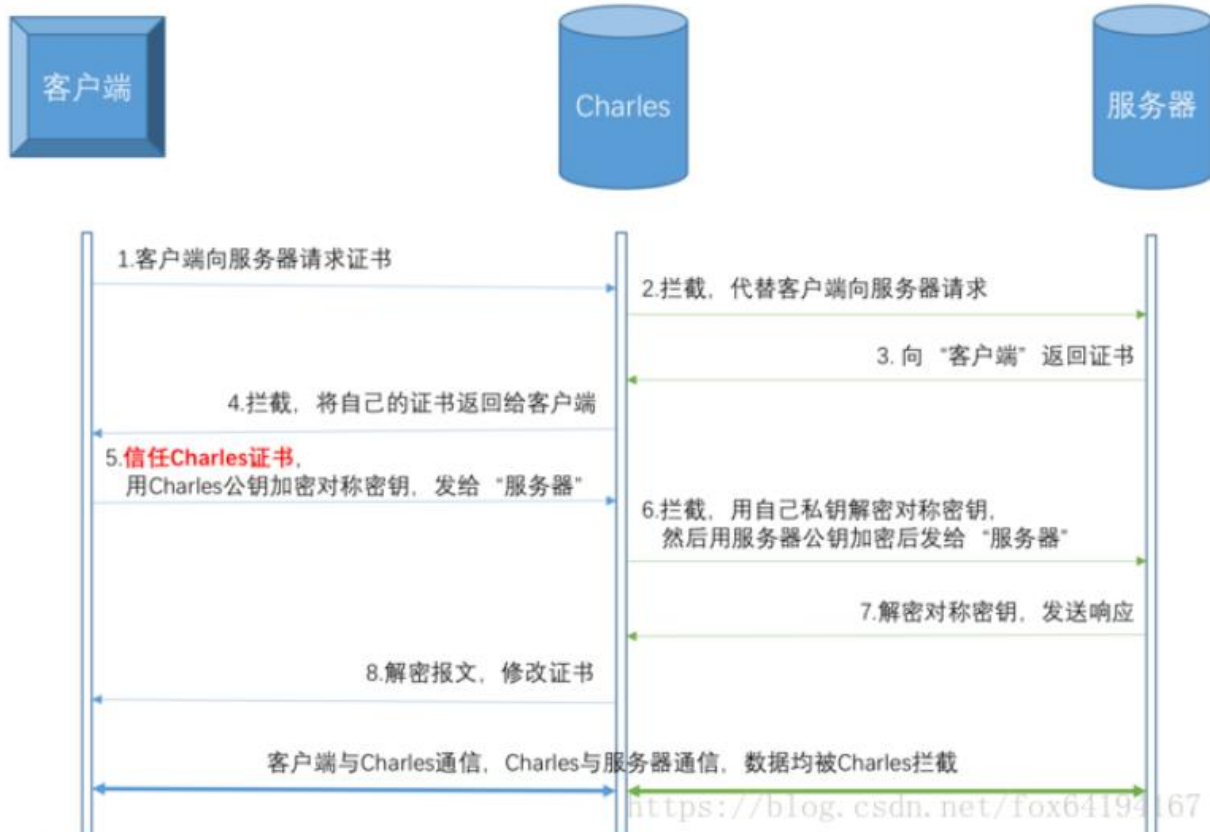 客户端
Charles
服务器
1.客户端向服务器请求证书
2.拦截，代替客户端向服务器请求
3. 向 “客户端” 返回证书
4.拦截，将自己的证书返回给客户端
5.信任Charles证书，
用Charles公钥加密对称密钥，发给 “服务器”
6.拦截，用自己私钥解密对称密钥，
然后用服务器公钥加密后发给 “服务器”
7.解密对称密钥，发送响应
8.解密报文，修改证书
客户端与Charles通信，Charles与服务器通信，数据均被Charles拦截
https://blog.csdn.net/fox64194167